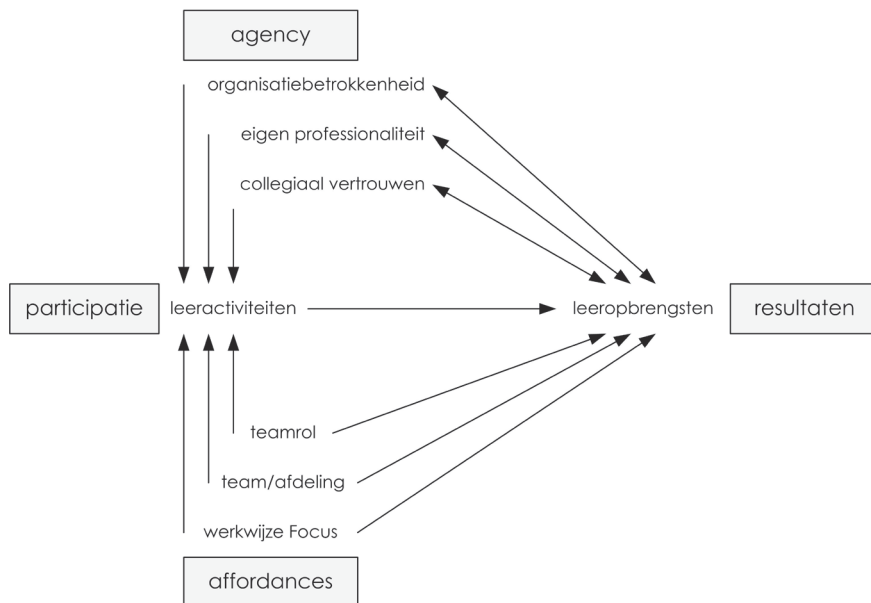 agency
organisatiebetrokkenheid
eigen professionaliteit
collegiaal vertrouwen
participatie
leeractiviteiten
leeropbrengsten
resultaten
teamrol
team/afdeling
werkwijze Focus
affordances